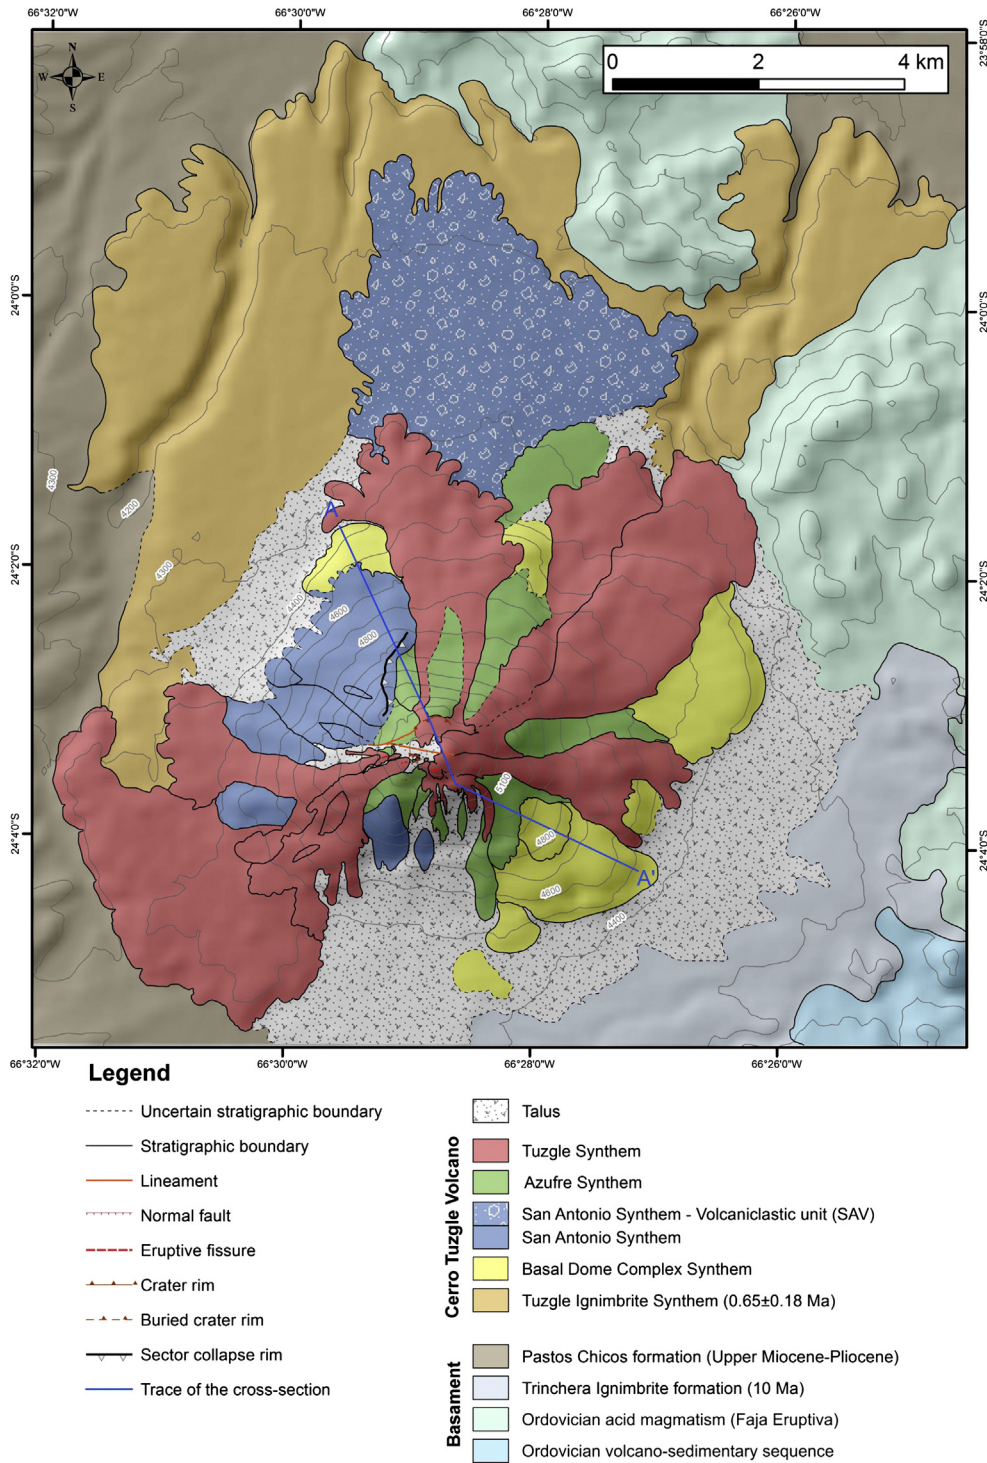 66°32'0"W 66°30'0"W 66°28'0"W 66°26'0"W
23°58'0"S
N
W E
S
0 2 4 km
24°0'0"S 24°0'0"S
4300
4200
A
24°2'0"S 24°2'0"S
4300
4400
4800
4800
5100
24°4'0"S 24°4'0"S
4800
A'
4600
4400
66°32'0"W 66°30'0"W 66°28'0"W 66°26'0"W
Legend
Uncertain stratigraphic boundary
Stratigraphic boundary
Lineament
Normal fault
Eruptive fissure
Crater rim
Buried crater rim
Sector collapse rim
Trace of the cross-section
Talus
Cerro Tuzgle Volcano
Tuzgle Synthem
Azufre Synthem
San Antonio Synthem - Volcaniclastic unit (SAV)
San Antonio Synthem
Basal Dome Complex Synthem
Tuzgle Ignimbrite Synthem (0.65±0.18 Ma)
Basament
Pastos Chicos formation (Upper Miocene-Pliocene)
Trinchera Ignimbrite formation (10 Ma)
Ordovician acid magmatism (Faja Eruptiva)
Ordovician volcano-sedimentary sequence